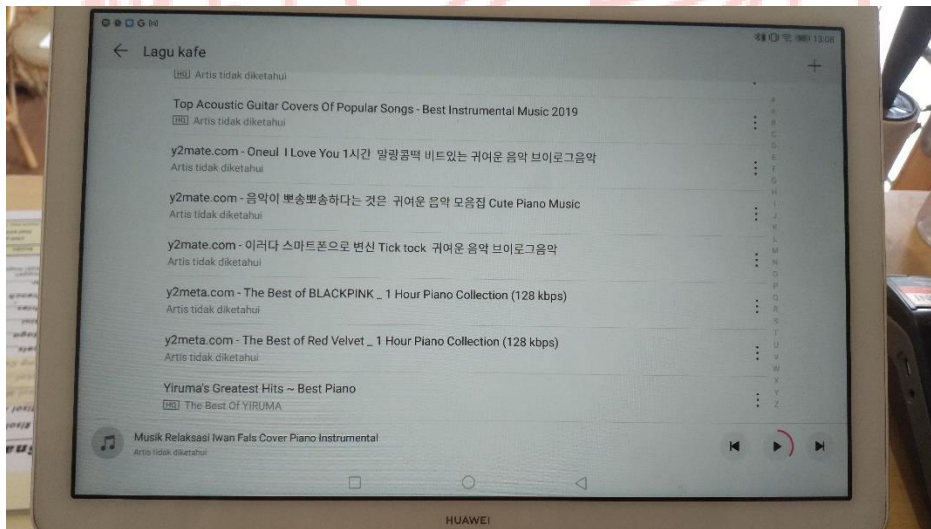 13:08
Lagu kafe
HQ Artis tidak diketahui
Top Acoustic Guitar Covers Of Popular Songs - Best Instrumental Music 2019
HQ Artis tidak diketahui
y2mate.com - Oneul I Love You 1시간 말랑콩떡 비트있는 귀여운 음악 브이로그음악
Artis tidak diketahui
y2mate.com - 음악이 뽀송뽀송하다는 것은 귀여운 음악 모음집 Cute Piano Music
Artis tidak diketahui
y2mate.com - 이러다 스마트폰으로 변신 Tick tock 귀여운 음악 브이로그음악
Artis tidak diketahui
y2meta.com - The Best of BLACKPINK _ 1 Hour Piano Collection (128 kbps)
Artis tidak diketahui
y2meta.com - The Best of Red Velvet _ 1 Hour Piano Collection (128 kbps)
Artis tidak diketahui
Yiruma's Greatest Hits ~ Best Piano
HQ The Best Of YIRUMA
#
A
B
C
D
E
F
G
H
I
J
K
L
M
N
O
P
Q
R
S
T
U
V
W
X
Y
Z
Musik Relaksasi Iwan Fals Cover Piano Instrumental
Artis tidak diketahui
HUAWEI